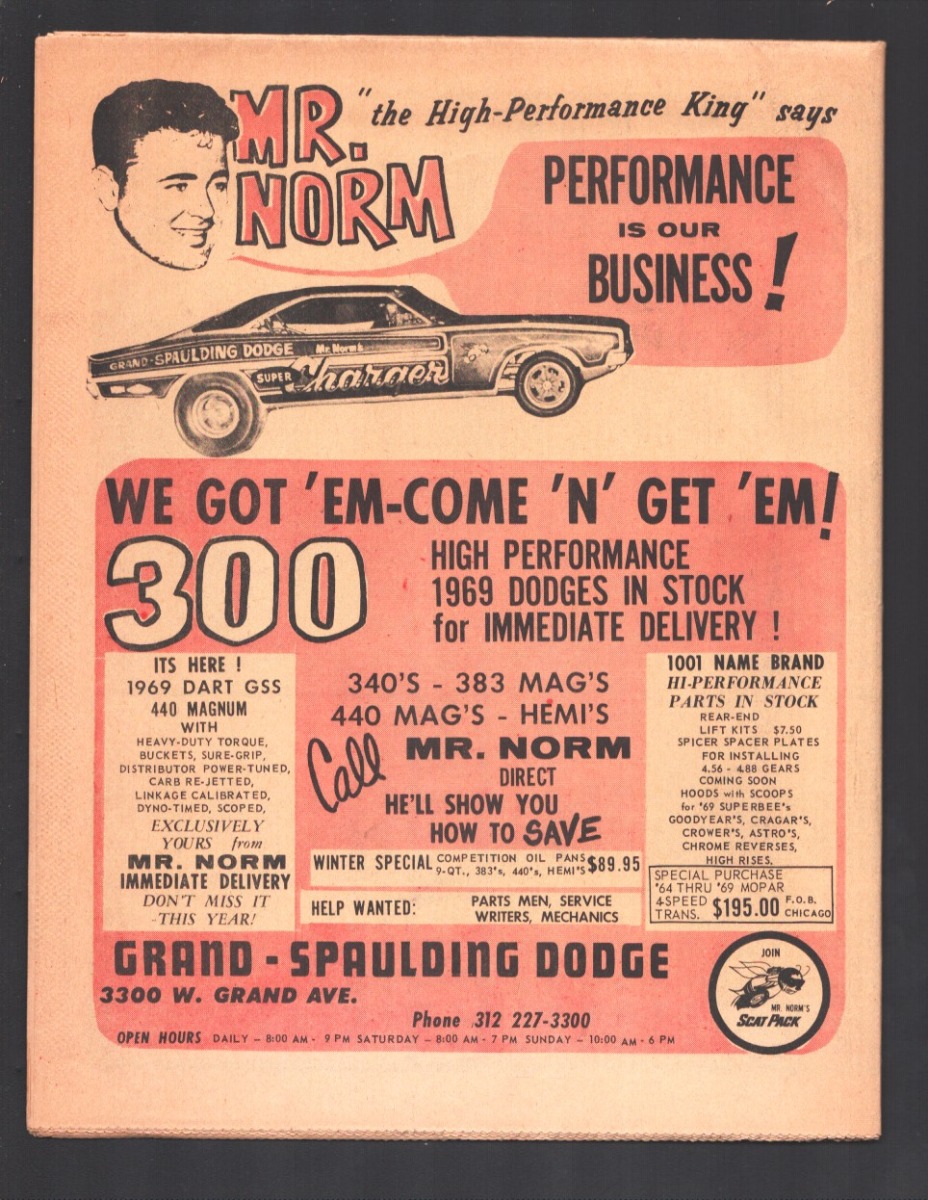 MR. NORM
"the High-Performance King" says
PERFORMANCE
IS OUR
BUSINESS!
GRAND-SPAULDING DODGE
Mr. Norm's
SUPER Charger
WE GOT 'EM-COME 'N' GET 'EM!
300
HIGH PERFORMANCE
1969 DODGES IN STOCK
for IMMEDIATE DELIVERY !
ITS HERE !
1969 DART GSS
440 MAGNUM
WITH
HEAVY-DUTY TORQUE,
BUCKETS, SURE-GRIP,
DISTRIBUTOR POWER-TUNED,
CARB RE-JETTED,
LINKAGE CALIBRATED,
DYNO-TIMED, SCOPED,
EXCLUSIVELY
YOURS from
MR. NORM
IMMEDIATE DELIVERY
DON'T MISS IT
-THIS YEAR!
340'S - 383 MAG'S
440 MAG'S - HEMI'S
Call MR. NORM
DIRECT
HE'LL SHOW YOU
HOW TO SAVE
WINTER SPECIAL COMPETITION OIL PANS $89.95
9-QT., 383's, 440's, HEMI'S
HELP WANTED: PARTS MEN, SERVICE
WRITERS, MECHANICS
1001 NAME BRAND
HI-PERFORMANCE
PARTS IN STOCK
REAR-END
LIFT KITS $7.50
SPICER SPACER PLATES
FOR INSTALLING
4.56 - 4.88 GEARS
COMING SOON
HOODS with SCOOPS
for '69 SUPERBEE's
GOODYEAR'S, CRAGAR'S,
CROWER'S, ASTRO'S,
CHROME REVERSES,
HIGH RISES,
SPECIAL PURCHASE
'64 THRU '69 MOPAR
4-SPEED
TRANS. $195.00 F.O.B.
CHICAGO
GRAND - SPAULDING DODGE
3300 W. GRAND AVE.
Phone 312 227-3300
OPEN HOURS DAILY - 8:00 AM - 9 PM SATURDAY - 8:00 AM - 7 PM SUNDAY - 10:00 AM - 6 PM
JOIN
MR. NORM'S
SCAT PACK